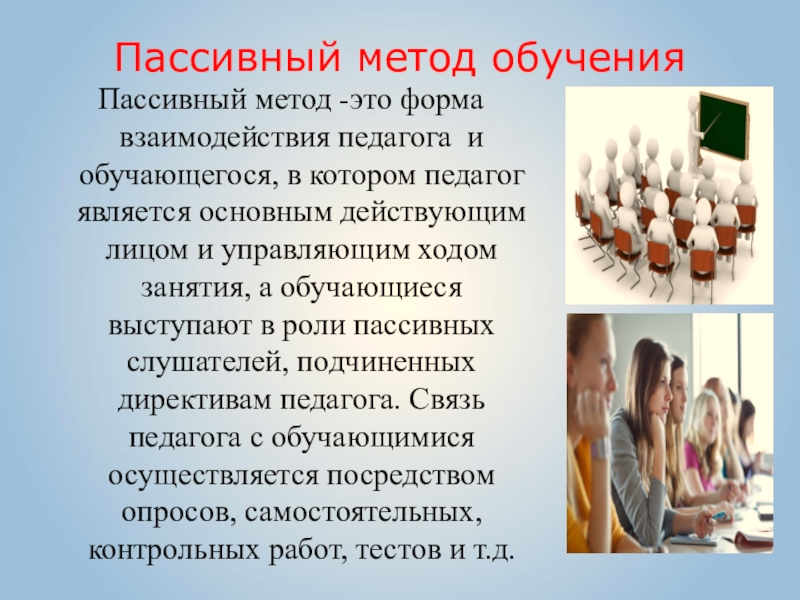 Пассивный метод обучения
Пассивный метод -это форма
взаимодействия педагога и
обучающегося, в котором педагог
является основным действующим
лицом и управляющим ходом
занятия, а обучающиеся
выступают в роли пассивных
слушателей, подчиненных
директивам педагога. Связь
педагога с обучающимися
осуществляется посредством
опросов, самостоятельных,
контрольных работ, тестов и т.д.